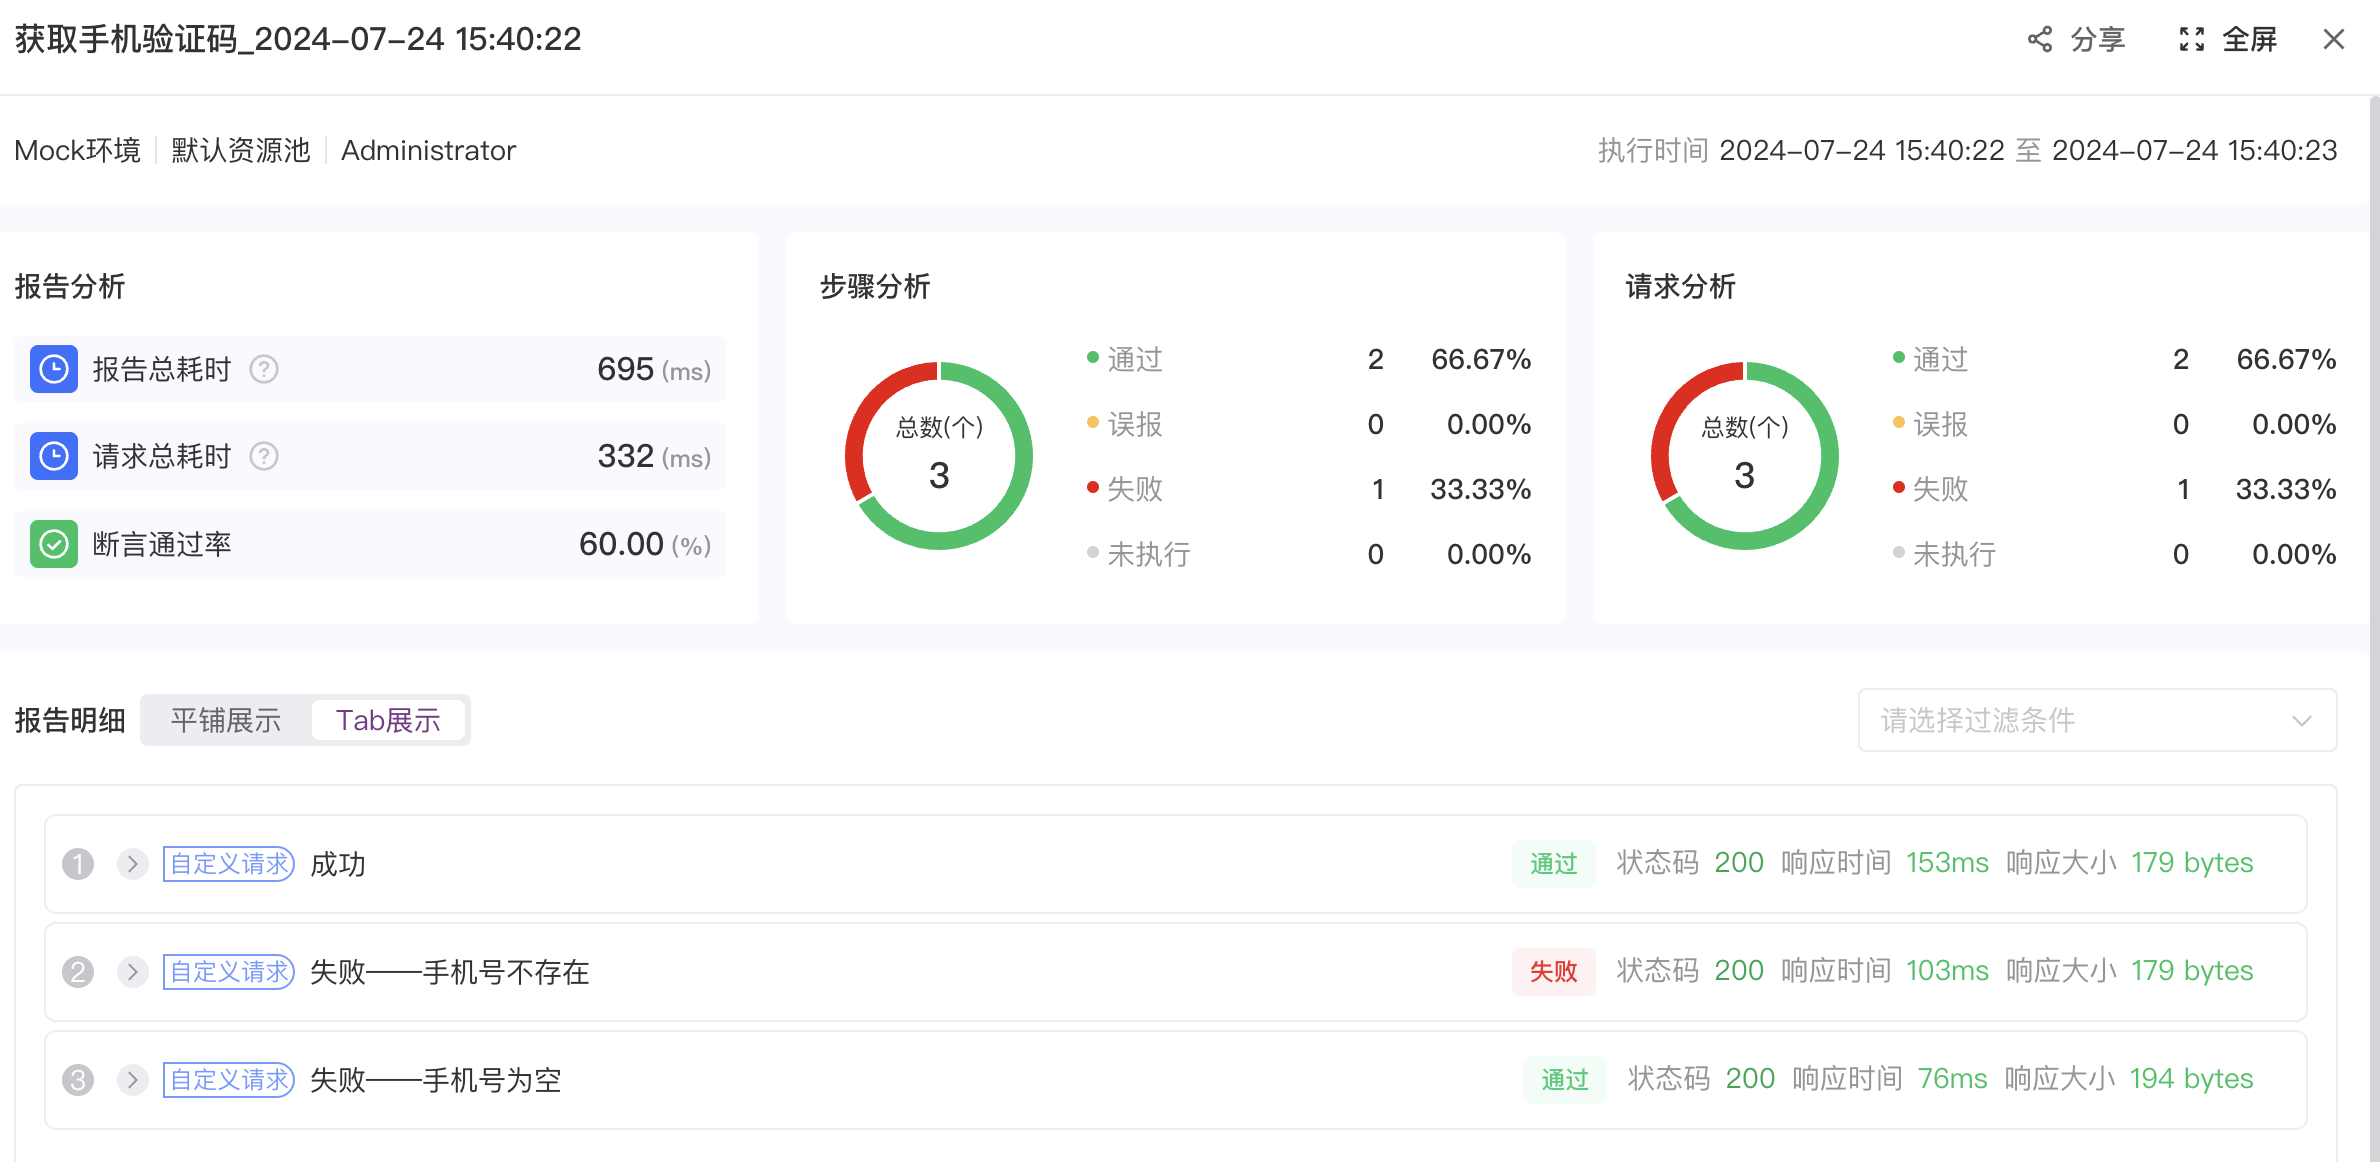 获取手机验证码_2024-07-24 15:40:22
分享 全屏
Mock环境 默认资源池 Administrator
执行时间 2024-07-24 15:40:22 至 2024-07-24 15:40:23
报告分析
报告总耗时 ? 695 (ms)
请求总耗时 ? 332 (ms)
断言通过率 60.00 (%)
步骤分析
总数(个)
3
通过 2 66.67%
误报 0 0.00%
失败 1 33.33%
未执行 0 0.00%
请求分析
总数(个)
3
通过 2 66.67%
误报 0 0.00%
失败 1 33.33%
未执行 0 0.00%
报告明细 平铺展示 Tab展示 请选择过滤条件
1 自定义请求 成功 通过 状态码 200 响应时间 153ms 响应大小 179 bytes
2 自定义请求 失败——手机号不存在 失败 状态码 200 响应时间 103ms 响应大小 179 bytes
3 自定义请求 失败——手机号为空 通过 状态码 200 响应时间 76ms 响应大小 194 bytes